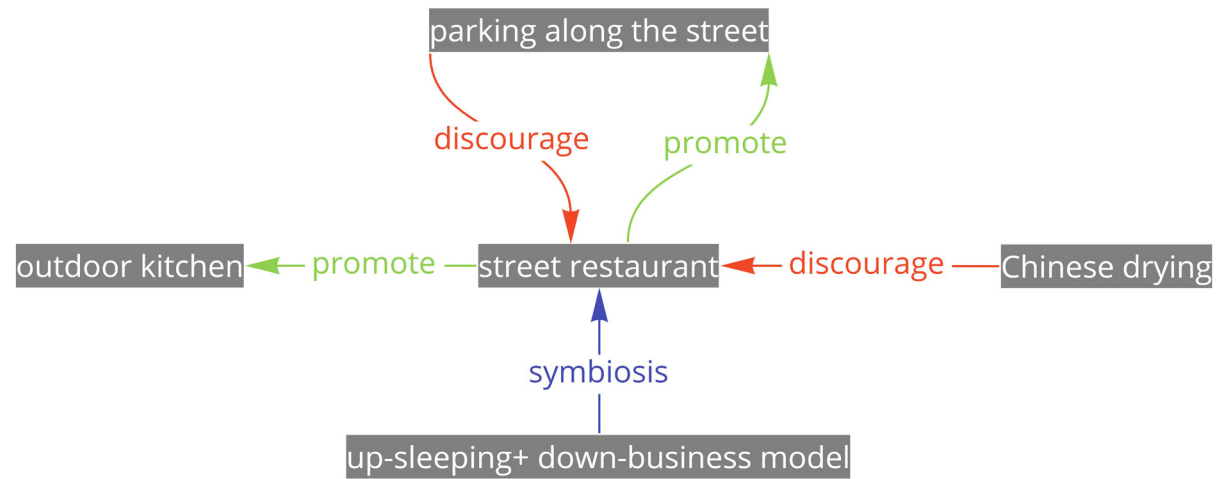 parking along the street
discourage
promote
outdoor kitchen
promote
street restaurant
discourage
Chinese drying
symbiosis
up-sleeping+ down-business model